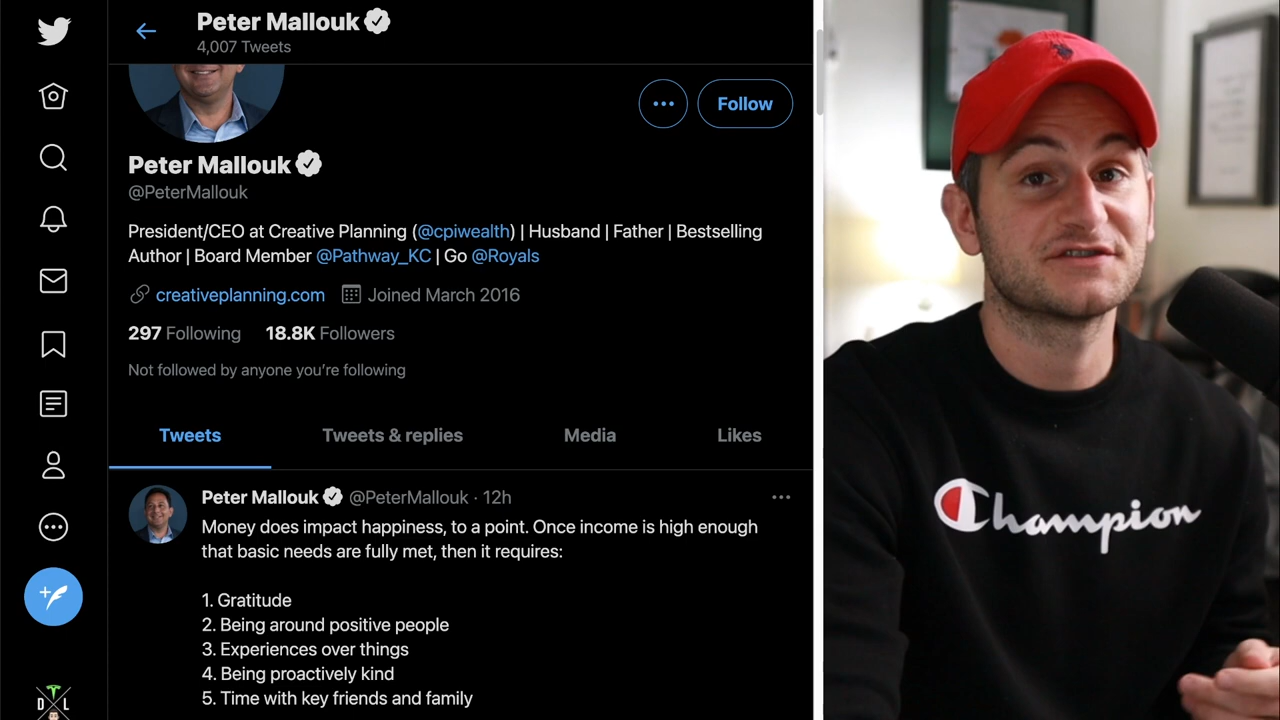 Peter Mallouk
4,007 Tweets
Follow
Peter Mallouk
@PeterMallouk
President/CEO at Creative Planning (@cpiwealth) | Husband | Father | Bestselling
Author | Board Member @Pathway_KC | Go @Royals
creativeplanning.com Joined March 2016
297 Following 18.8K Followers
Not followed by anyone you’re following
Tweets Tweets & replies Media Likes
Peter Mallouk @PeterMallouk · 12h
Money does impact happiness, to a point. Once income is high enough
that basic needs are fully met, then it requires:
1. Gratitude
2. Being around positive people
3. Experiences over things
4. Being proactively kind
5. Time with key friends and family
D L
Champion